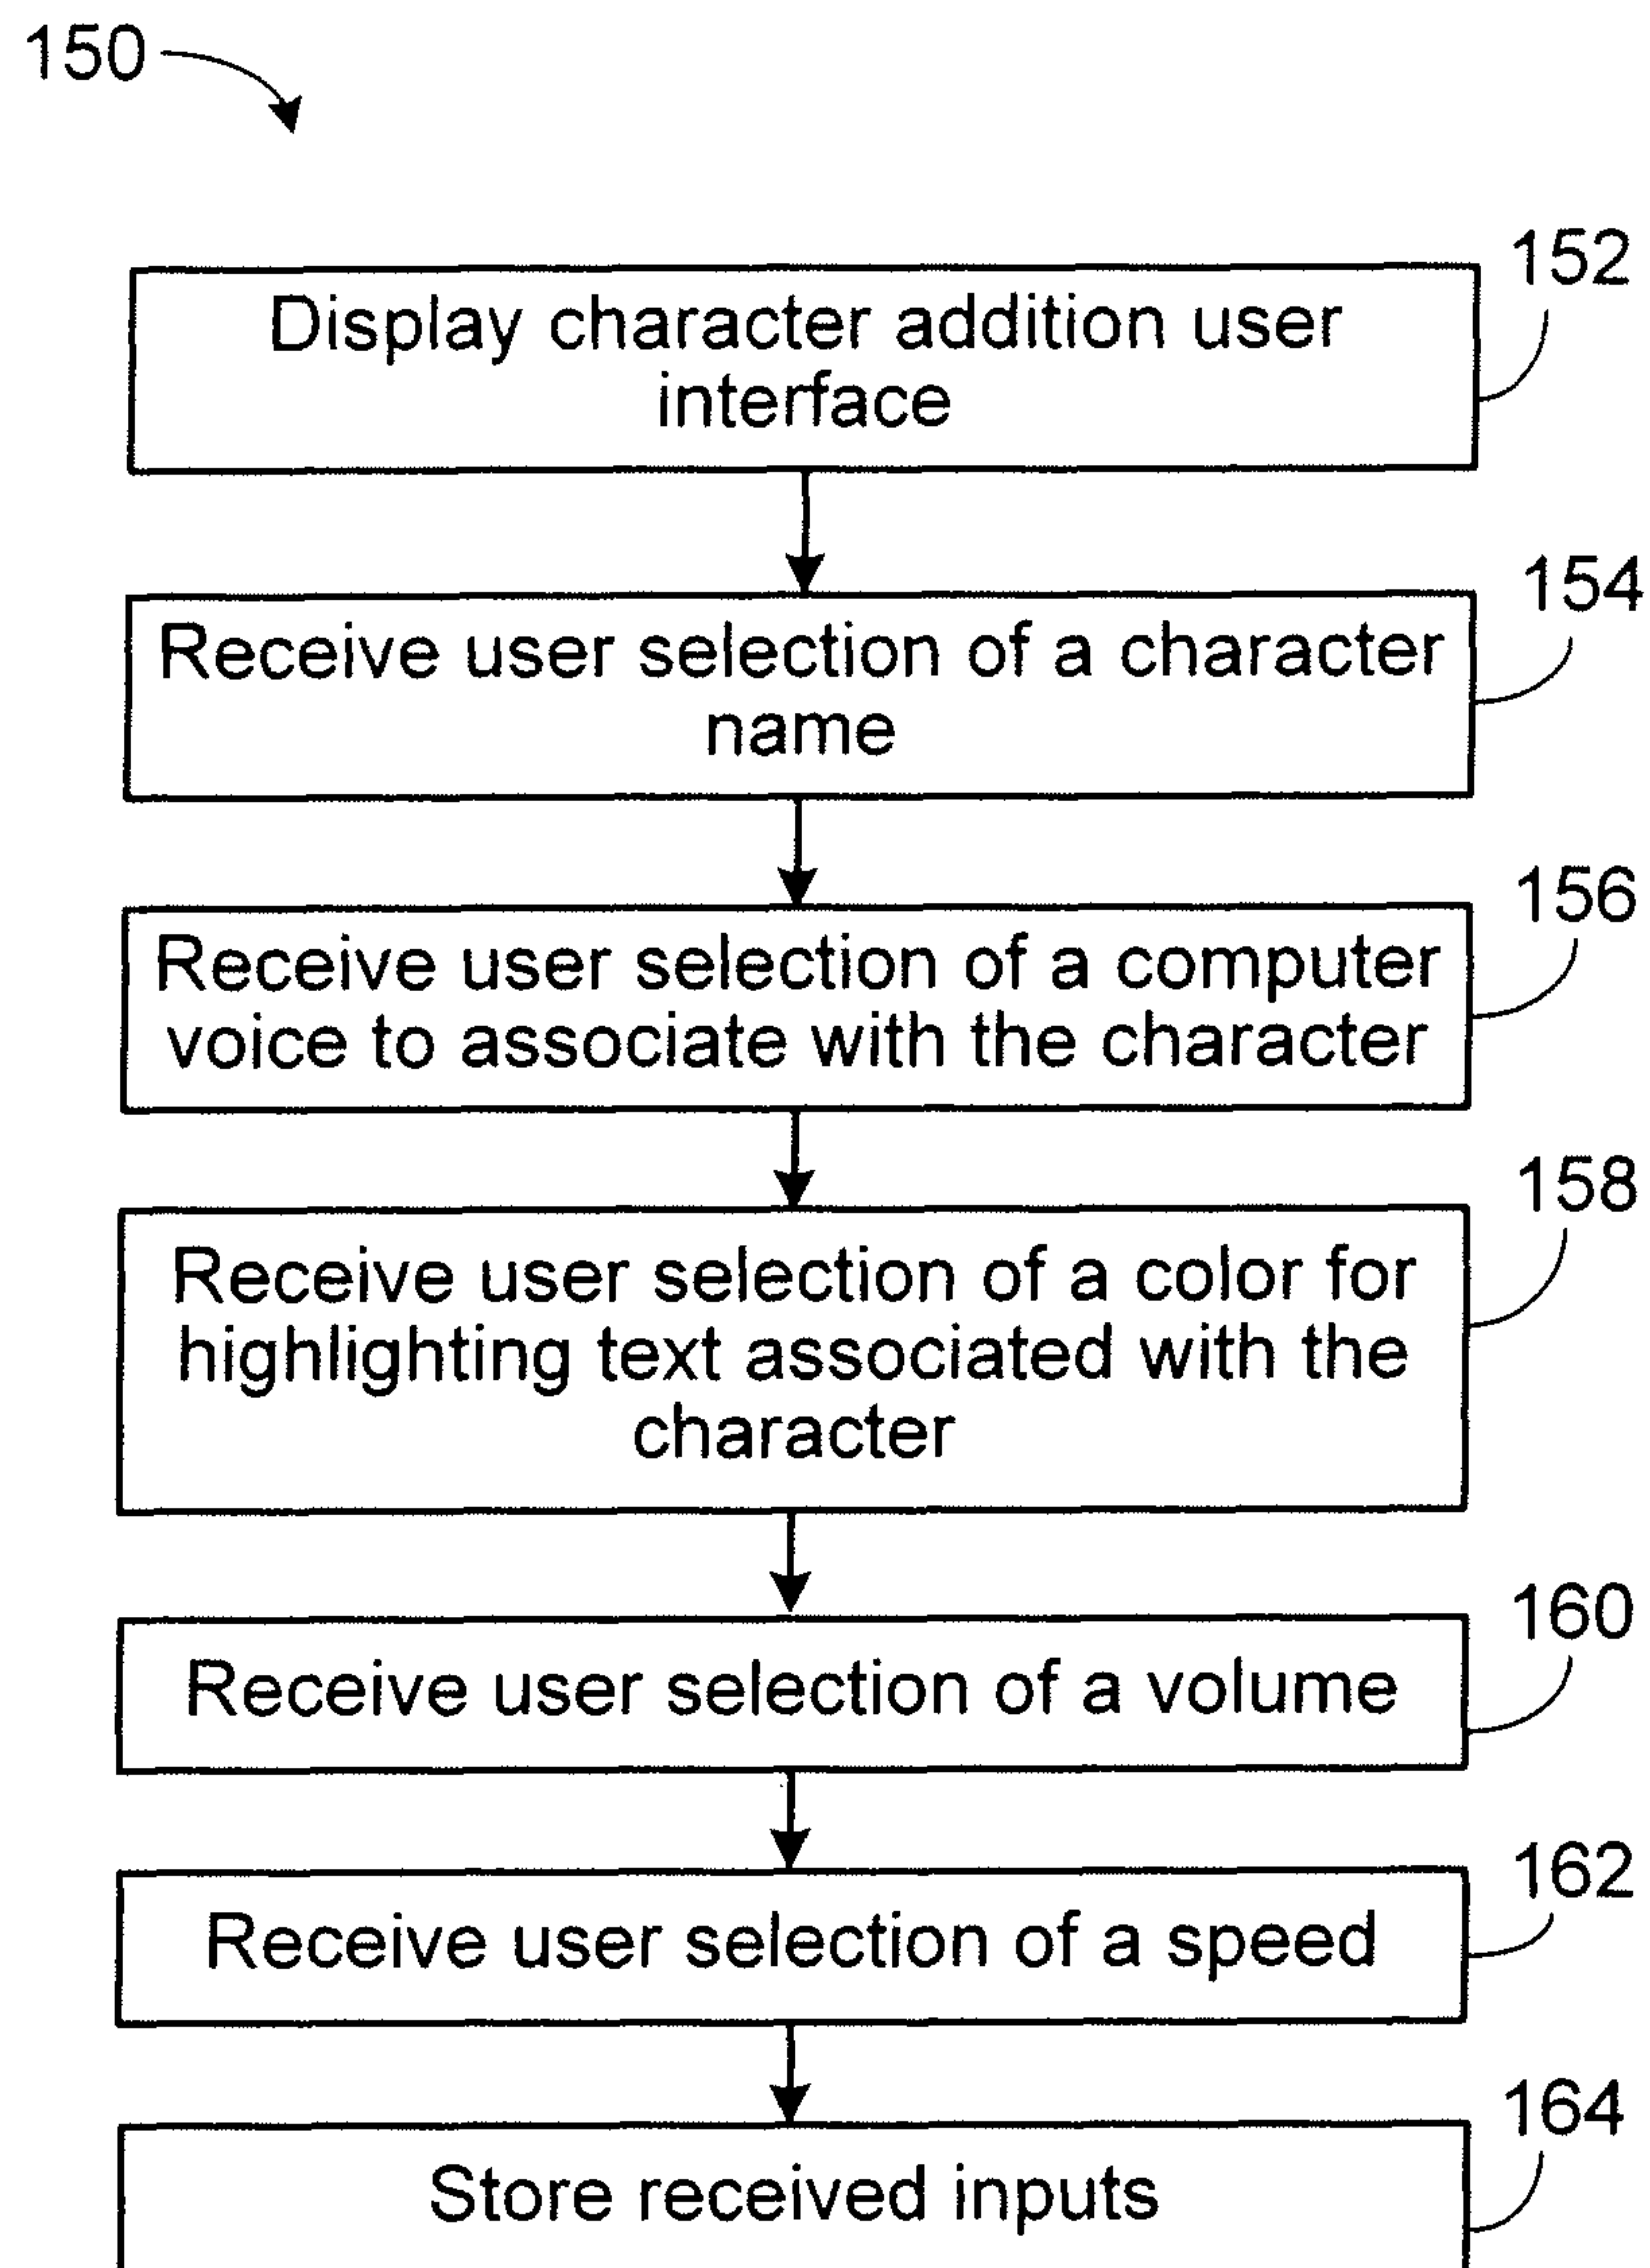 150
152
Display character addition user
interface
154
Receive user selection of a character
name
156
Receive user selection of a computer
voice to associate with the character
158
Receive user selection of a color for
highlighting text associated with the
character
160
Receive user selection of a volume
162
Receive user selection of a speed
164
Store received inputs